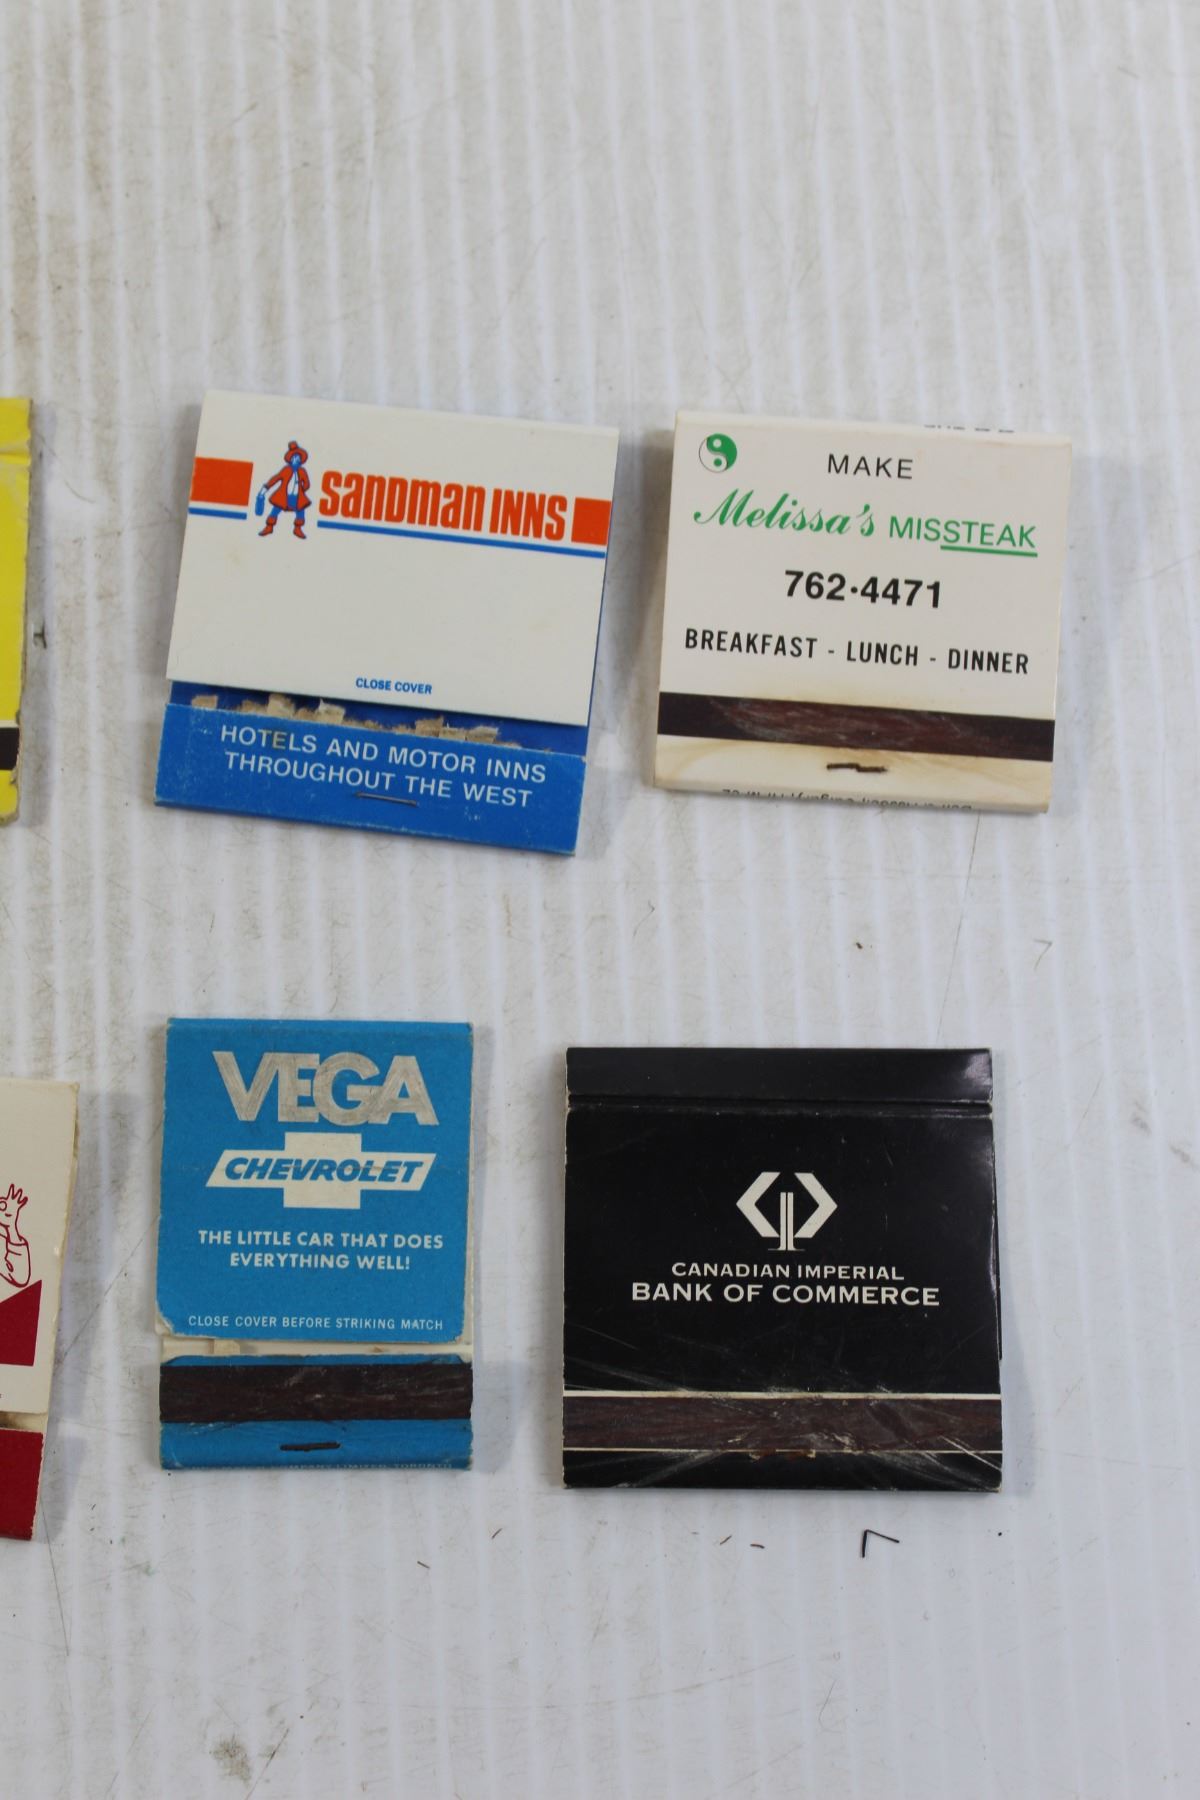 SANDMAN INNS
CLOSE COVER
HOTELS AND MOTOR INNS
THROUGHOUT THE WEST
MAKE
Melissa's MISSTEAK
762·4471
BREAKFAST - LUNCH - DINNER
VEGA
CHEVROLET
THE LITTLE CAR THAT DOES
EVERYTHING WELL!
CLOSE COVER BEFORE STRIKING MATCH
LIMITED TORONTO
CANADIAN IMPERIAL
BANK OF COMMERCE